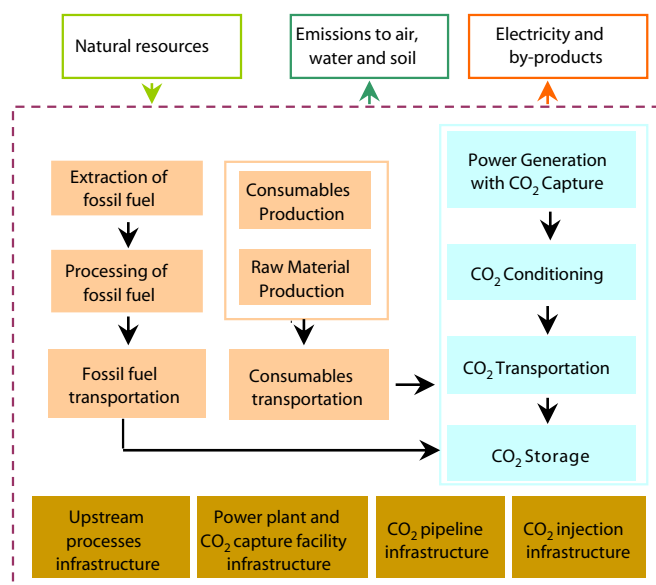 Natural resources
Emissions to air,
water and soil
Electricity and
by-products
Extraction of
fossil fuel
Processing of
fossil fuel
Fossil fuel
transportation
Consumables
Production
Raw Material
Production
Consumables
transportation
Power Generation
with CO₂ Capture
CO₂ Conditioning
CO₂ Transportation
CO₂ Storage
Upstream
processes
infrastructure
Power plant and
CO₂ capture facility
infrastructure
CO₂ pipeline
infrastructure
CO₂ injection
infrastructure